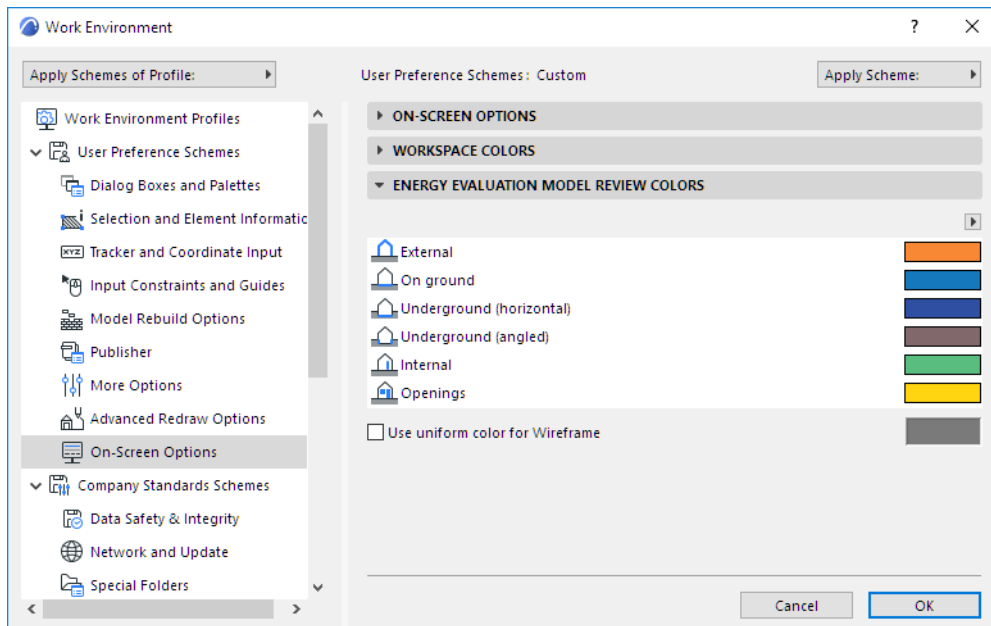 Work Environment
?
Apply Schemes of Profile:
User Preference Schemes: Custom
Apply Scheme:
Work Environment Profiles
User Preference Schemes
Dialog Boxes and Palettes
Selection and Element Informatic
XYZ Tracker and Coordinate Input
Input Constraints and Guides
Model Rebuild Options
Publisher
More Options
Advanced Redraw Options
On-Screen Options
Company Standards Schemes
Data Safety & Integrity
Network and Update
Special Folders
ON-SCREEN OPTIONS
WORKSPACE COLORS
ENERGY EVALUATION MODEL REVIEW COLORS
External
On ground
Underground (horizontal)
Underground (angled)
Internal
Openings
Use uniform color for Wireframe
Cancel
OK